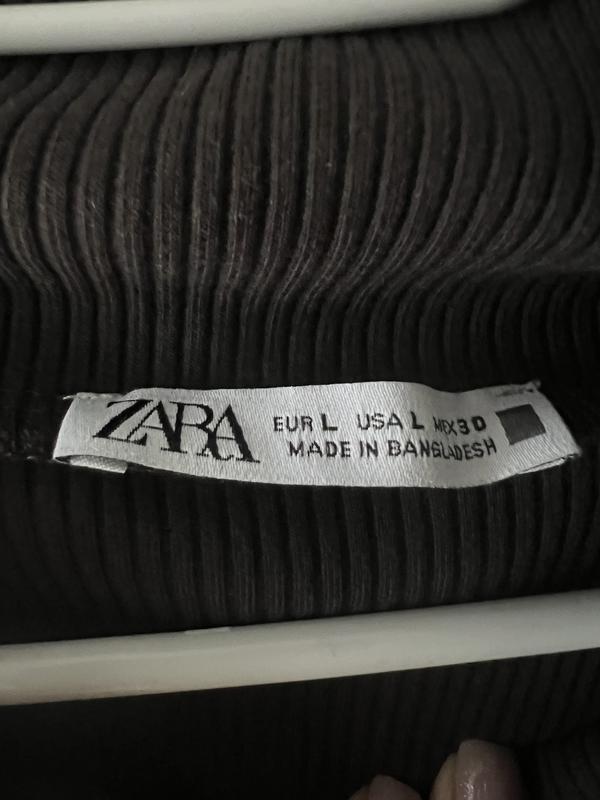 ZARA
EUR L USA L MEX 30
MADE IN BANGLADESH